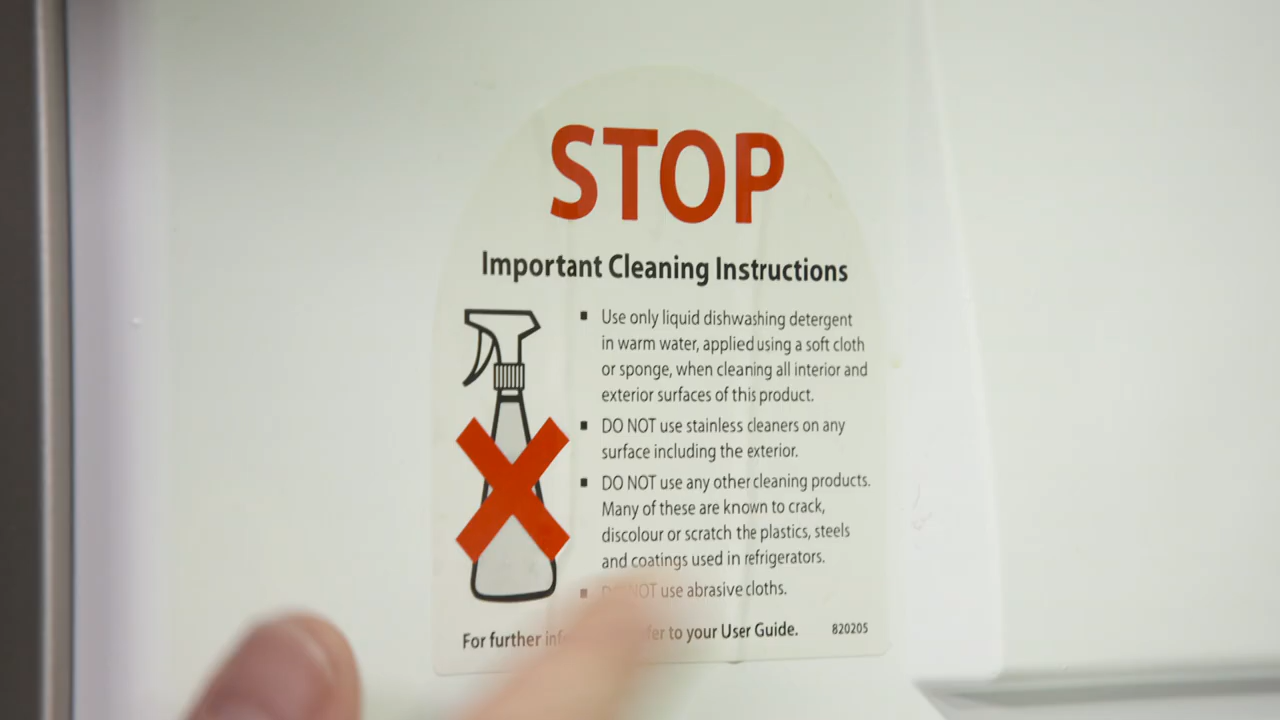 STOP
Important Cleaning Instructions
▪ Use only liquid dishwashing detergent
in warm water, applied using a soft cloth
or sponge, when cleaning all interior and
exterior surfaces of this product.
▪ DO NOT use stainless cleaners on any
surface including the exterior.
▪ DO NOT use any other cleaning products.
Many of these are known to crack,
discolour or scratch the plastics, steels
and coatings used in refrigerators.
▪ DO NOT use abrasive cloths.
For further to your User Guide.
820205